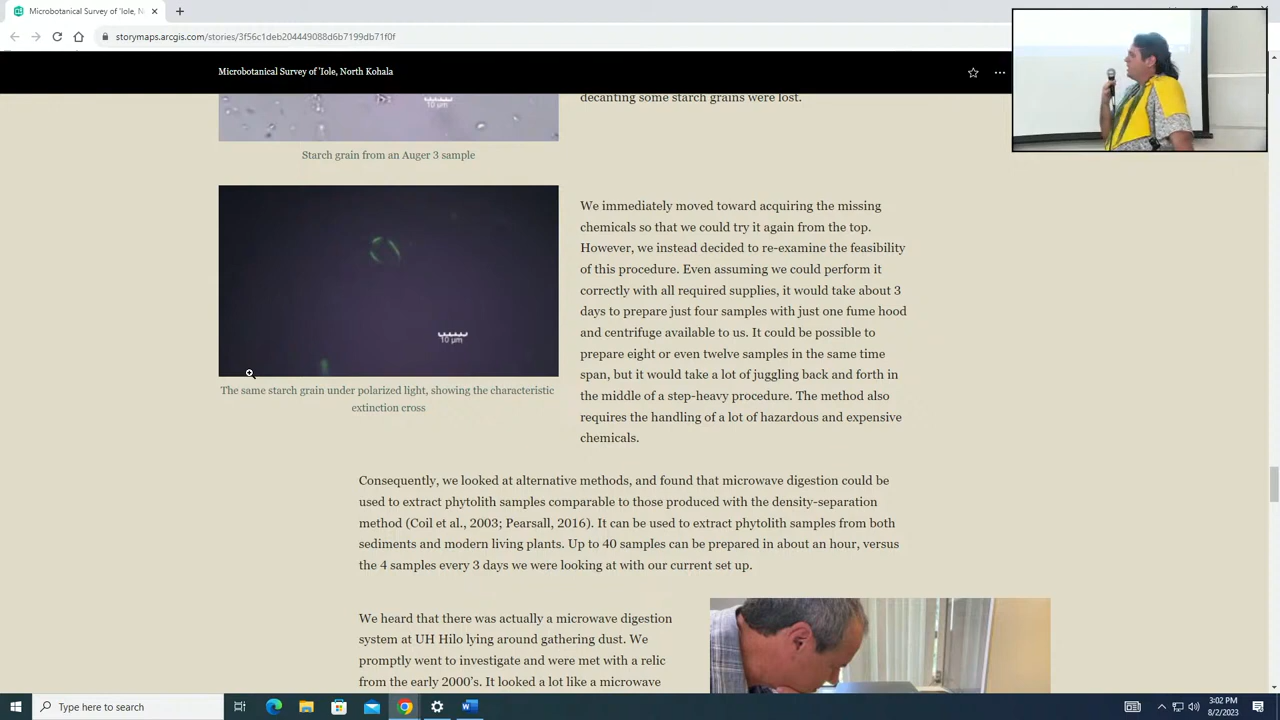 Microbotanical Survey of 'Iole, N
storymaps.arcgis.com/stories/3f56c1deb204449088d6b7199db71f0f
Microbotanical Survey of 'Iole, North Kohala
decanting some starch grains were lost.
10 μm
Starch grain from an Auger 3 sample
10 μm
The same starch grain under polarized light, showing the characteristic
extinction cross
We immediately moved toward acquiring the missing
chemicals so that we could try it again from the top.
However, we instead decided to re-examine the feasibility
of this procedure. Even assuming we could perform it
correctly with all required supplies, it would take about 3
days to prepare just four samples with just one fume hood
and centrifuge available to us. It could be possible to
prepare eight or even twelve samples in the same time
span, but it would take a lot of juggling back and forth in
the middle of a step-heavy procedure. The method also
requires the handling of a lot of hazardous and expensive
chemicals.
Consequently, we looked at alternative methods, and found that microwave digestion could be
used to extract phytolith samples comparable to those produced with the density-separation
method (Coil et al., 2003; Pearsall, 2016). It can be used to extract phytolith samples from both
sediments and modern living plants. Up to 40 samples can be prepared in about an hour, versus
the 4 samples every 3 days we were looking at with our current set up.
We heard that there was actually a microwave digestion
system at UH Hilo lying around gathering dust. We
promptly went to investigate and were met with a relic
from the early 2000's. It looked a lot like a microwave
Type here to search
3:02 PM
8/2/2023